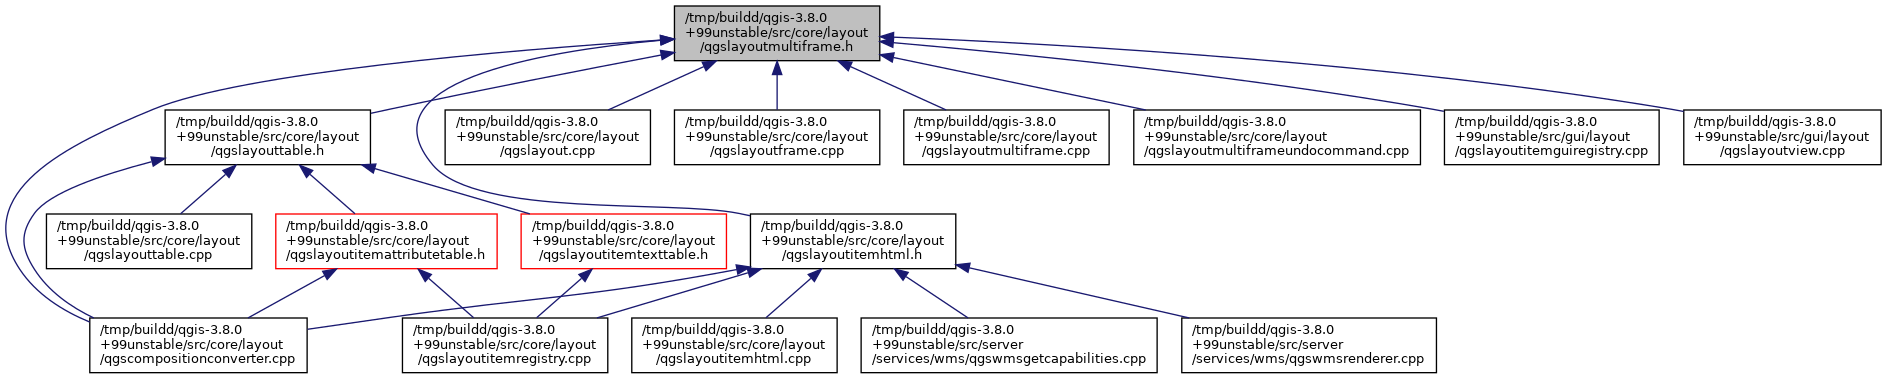 /tmp/buildd/qgis-3.8.0
+99unstable/src/core/layout
/qgslayoutmultiframe.h
/tmp/buildd/qgis-3.8.0
+99unstable/src/core/layout
/qgslayouttable.h
/tmp/buildd/qgis-3.8.0
+99unstable/src/core/layout
/qgslayout.cpp
/tmp/buildd/qgis-3.8.0
+99unstable/src/core/layout
/qgslayoutframe.cpp
/tmp/buildd/qgis-3.8.0
+99unstable/src/core/layout
/qgslayoutmultiframe.cpp
/tmp/buildd/qgis-3.8.0
+99unstable/src/core/layout
/qgslayoutmultiframeundocommand.cpp
/tmp/buildd/qgis-3.8.0
+99unstable/src/gui/layout
/qgslayoutitemguiregistry.cpp
/tmp/buildd/qgis-3.8.0
+99unstable/src/gui/layout
/qgslayoutview.cpp
/tmp/buildd/qgis-3.8.0
+99unstable/src/core/layout
/qgslayouttable.cpp
/tmp/buildd/qgis-3.8.0
+99unstable/src/core/layout
/qgslayoutitemattributetable.h
/tmp/buildd/qgis-3.8.0
+99unstable/src/core/layout
/qgslayoutitemtexttable.h
/tmp/buildd/qgis-3.8.0
+99unstable/src/core/layout
/qgslayoutitemhtml.h
/tmp/buildd/qgis-3.8.0
+99unstable/src/core/layout
/qgscompositionconverter.cpp
/tmp/buildd/qgis-3.8.0
+99unstable/src/core/layout
/qgslayoutitemregistry.cpp
/tmp/buildd/qgis-3.8.0
+99unstable/src/core/layout
/qgslayoutitemhtml.cpp
/tmp/buildd/qgis-3.8.0
+99unstable/src/server
/services/wms/qgswmsgetcapabilities.cpp
/tmp/buildd/qgis-3.8.0
+99unstable/src/server
/services/wms/qgswmsrenderer.cpp